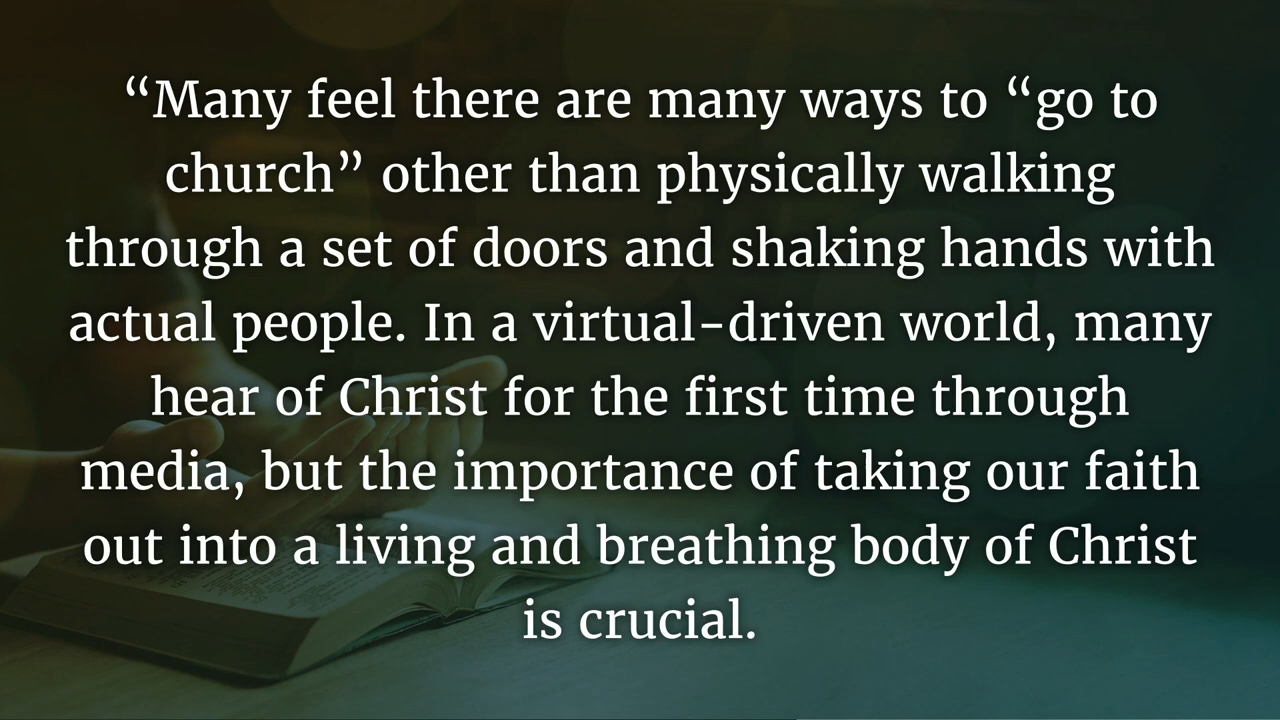 “Many feel there are many ways to “go to
church” other than physically walking
through a set of doors and shaking hands with
actual people. In a virtual-driven world, many
hear of Christ for the first time through
media, but the importance of taking our faith
out into a living and breathing body of Christ
is crucial.